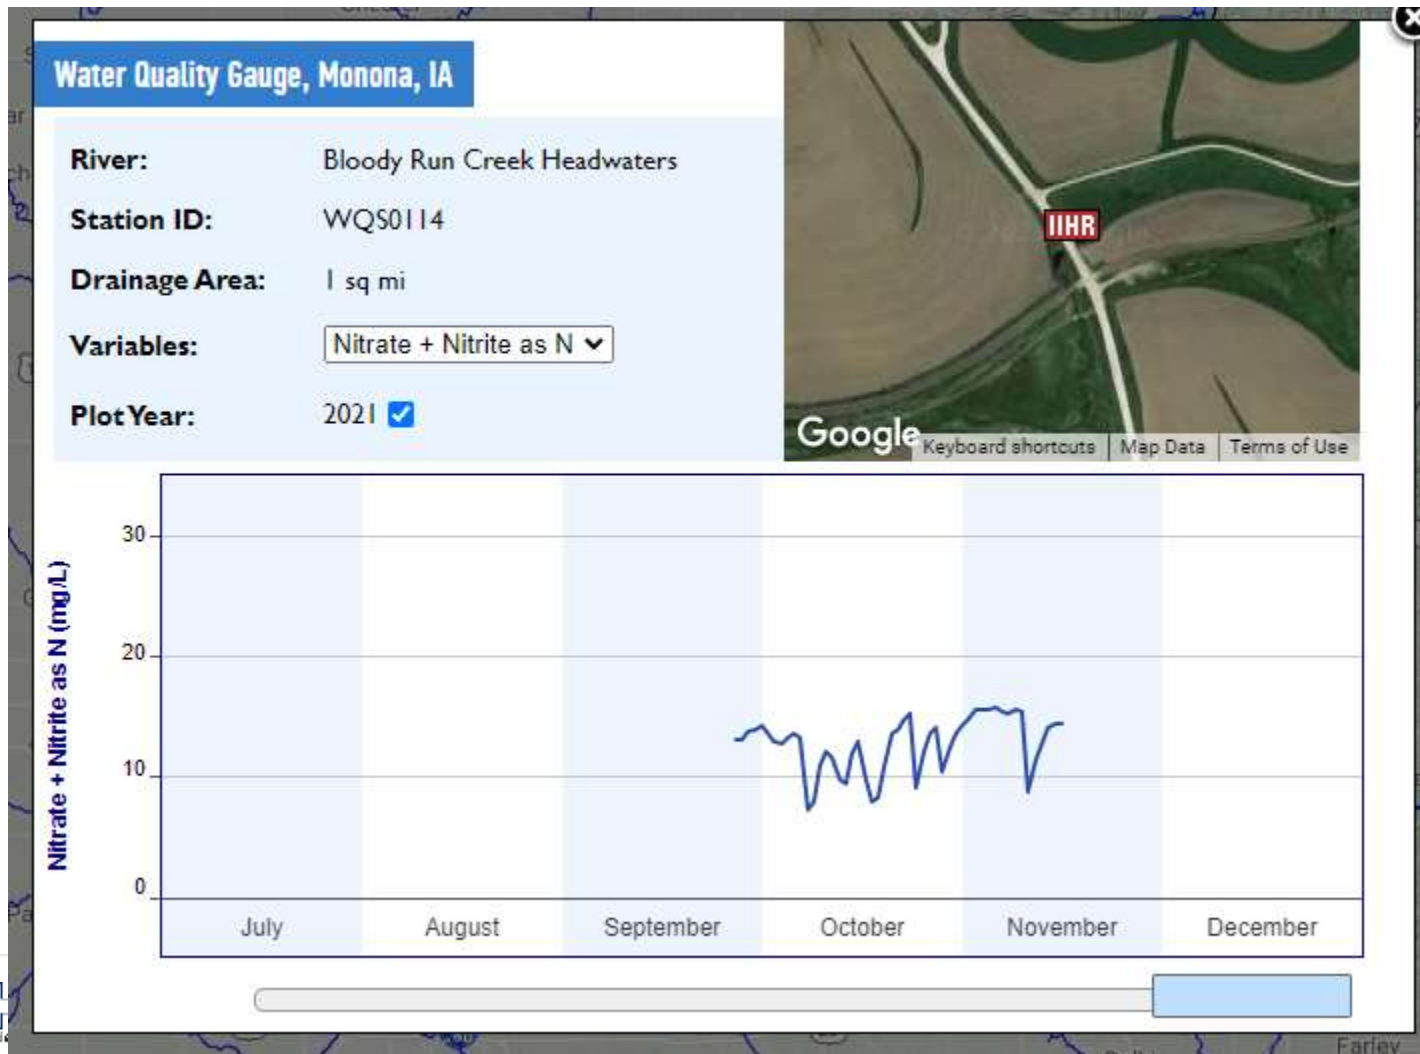 Water Quality Gauge, Monona, IA
River: Bloody Run Creek Headwaters
Station ID: WQS0114
Drainage Area: 1 sq mi
Variables: Nitrate + Nitrite as N
Plot Year: 2021
IIHR
Google
Keyboard shortcuts Map Data Terms of Use
Nitrate + Nitrite as N (mg/L)
30
20
10
0
July August September October November December
Farley